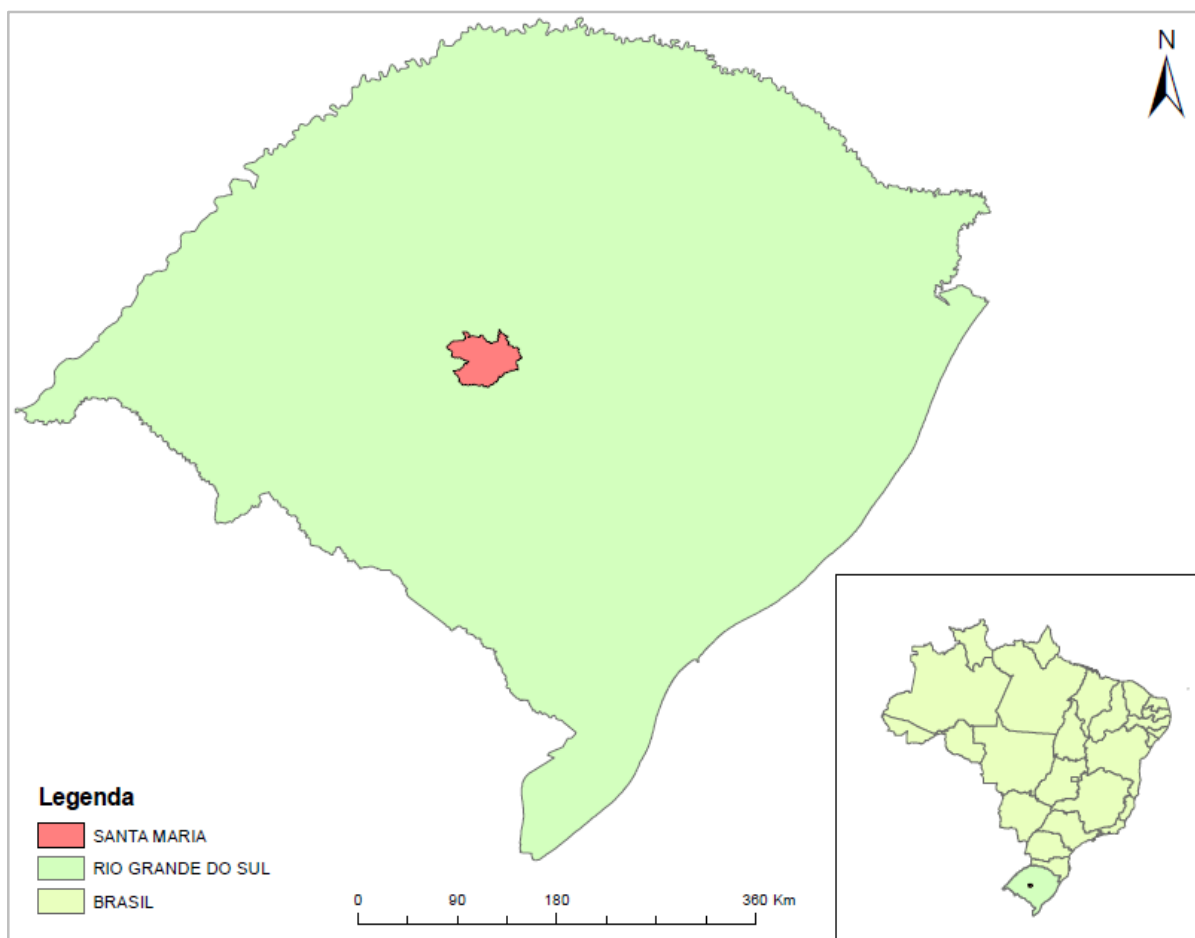 N
Legenda
SANTA MARIA
RIO GRANDE DO SUL
BRASIL
0 90 180 360 Km